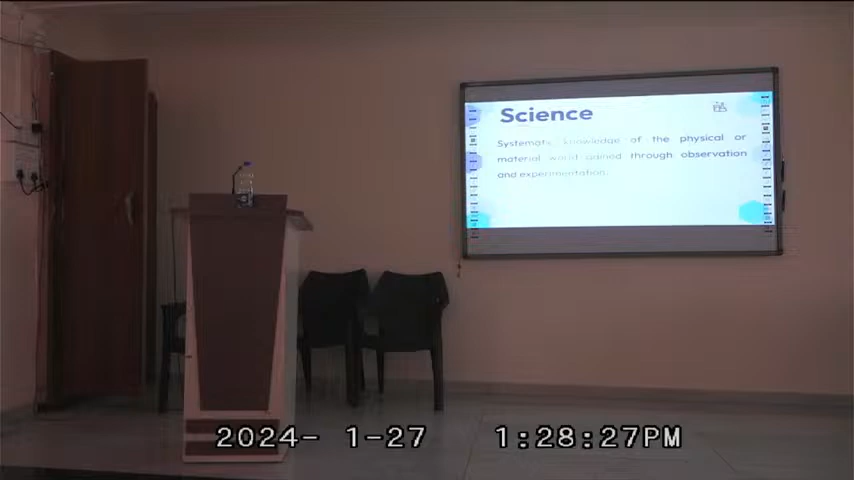 Science
Systematic knowledge of the physical or
material world gained through observation
and experimentation.
2024- 1-27 1:28:27PM